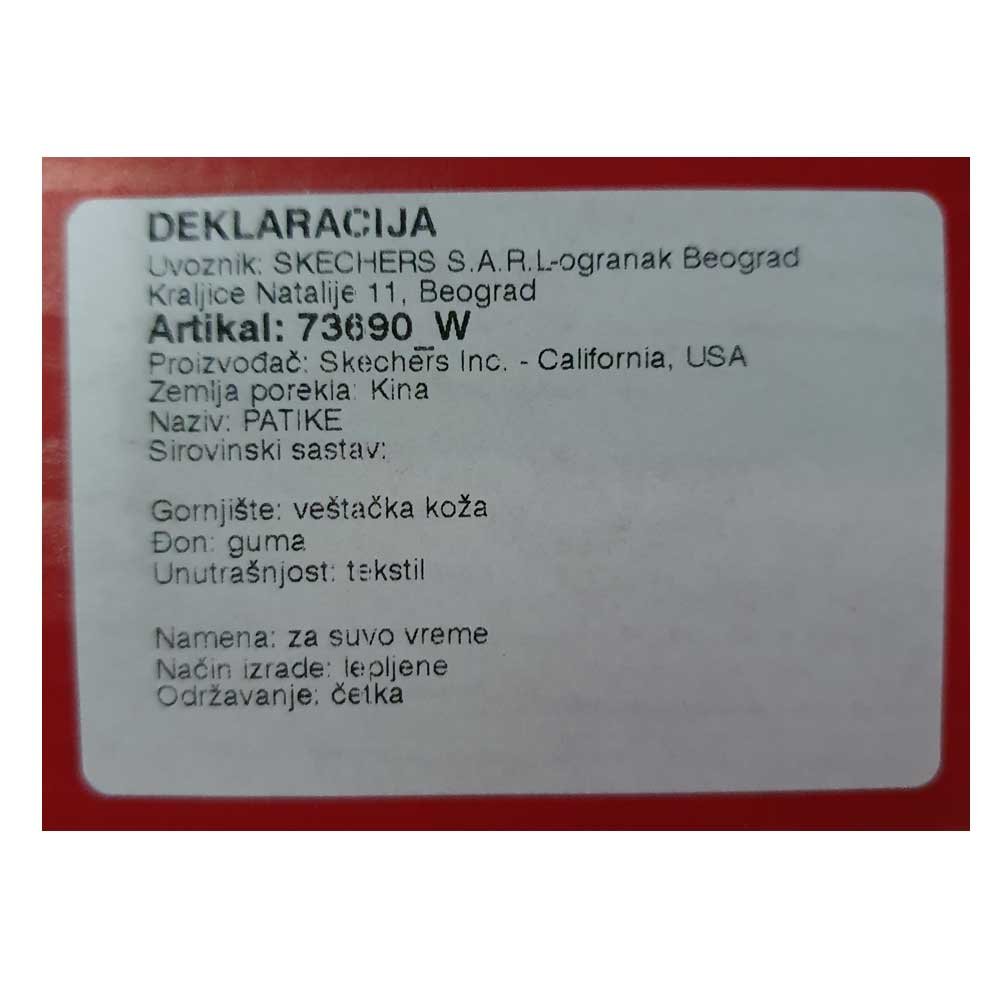 DEKLARACIJA
Uvoznik: SKECHERS S.A.R.L-ogranak Beograd
Kraljice Natalije 11, Beograd
Artikal: 73690_W
Proizvođač: Skechers Inc. - California, USA
Zemlja porekla: Kina
Naziv: PATIKE
Sirovinski sastav:
Gornjište: veštačka koža
Đon: guma
Unutrašnjost: tekstil
Namena: za suvo vreme
Način izrade: lepljene
Održavanje: četka